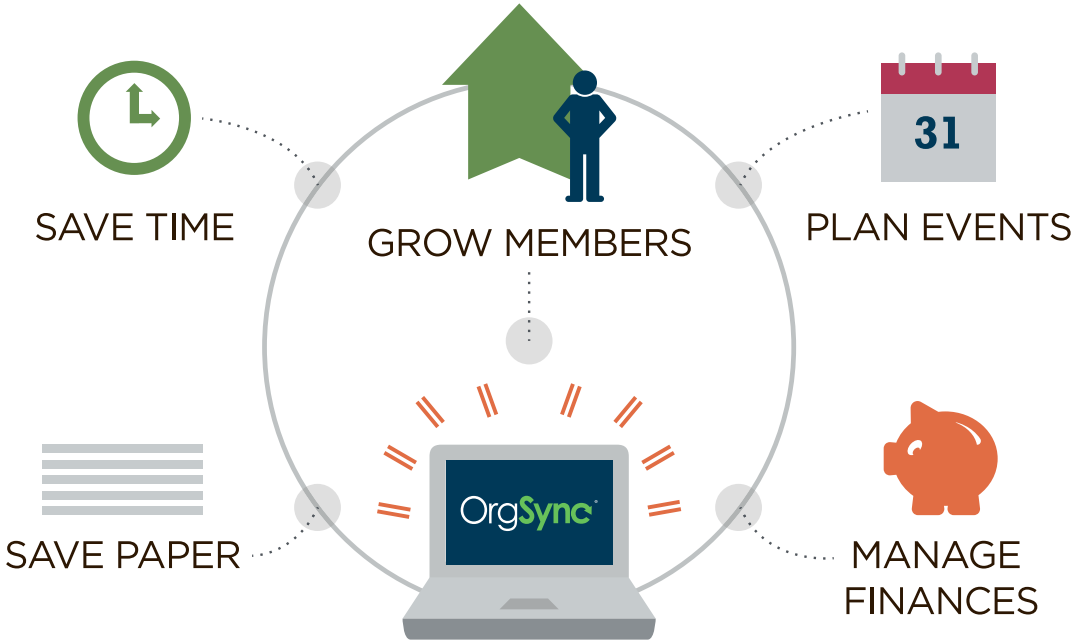 31
SAVE TIME
GROW MEMBERS
PLAN EVENTS
OrgSync
SAVE PAPER
MANAGE
FINANCES